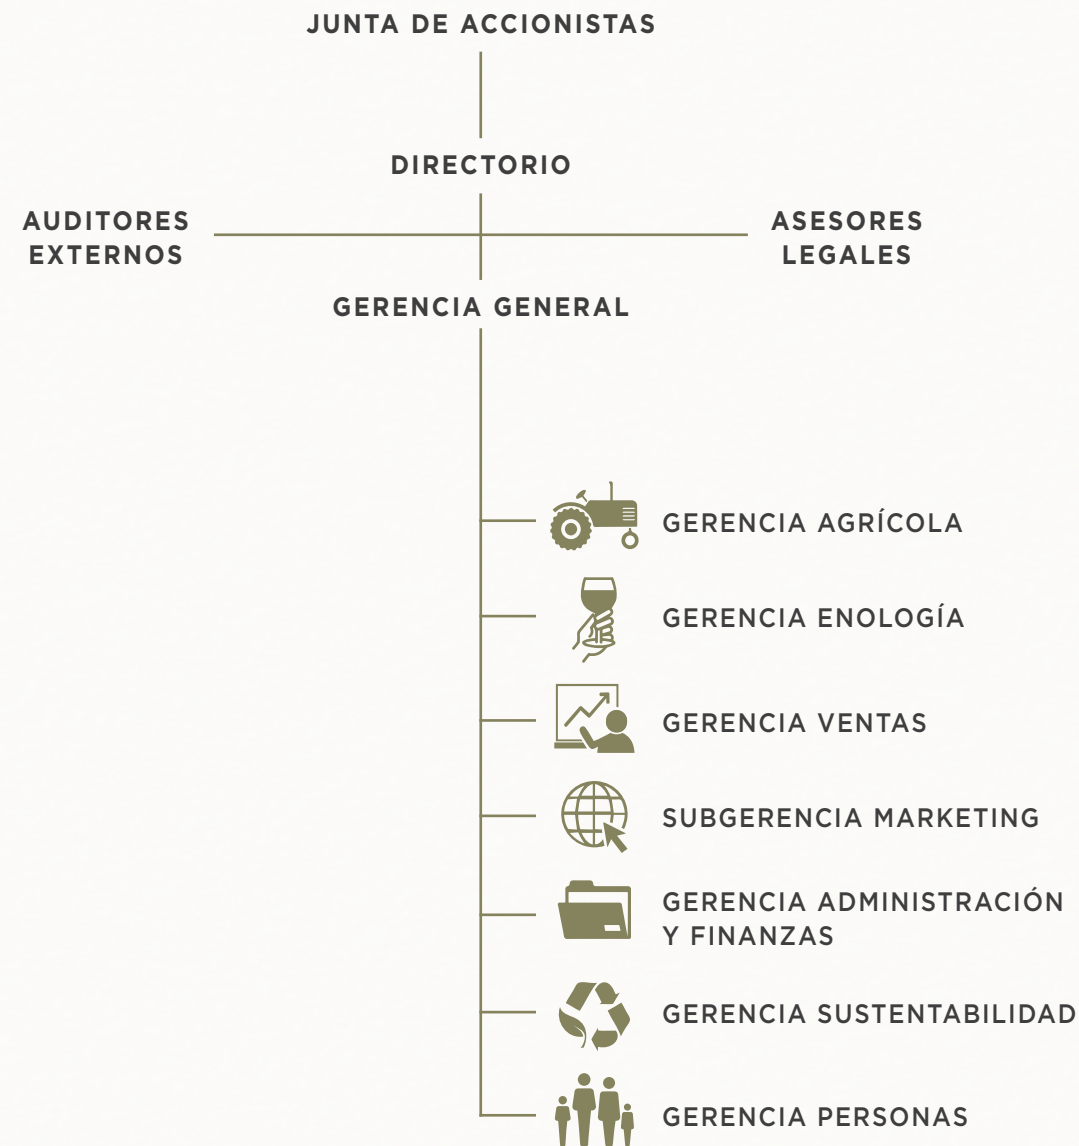 JUNTA DE ACCIONISTAS
DIRECTORIO
AUDITORES
EXTERNOS
ASESORES
LEGALES
GERENCIA GENERAL
GERENCIA AGRÍCOLA
GERENCIA ENOLOGÍA
GERENCIA VENTAS
SUBGERENCIA MARKETING
GERENCIA ADMINISTRACIÓN
Y FINANZAS
GERENCIA SUSTENTABILIDAD
GERENCIA PERSONAS